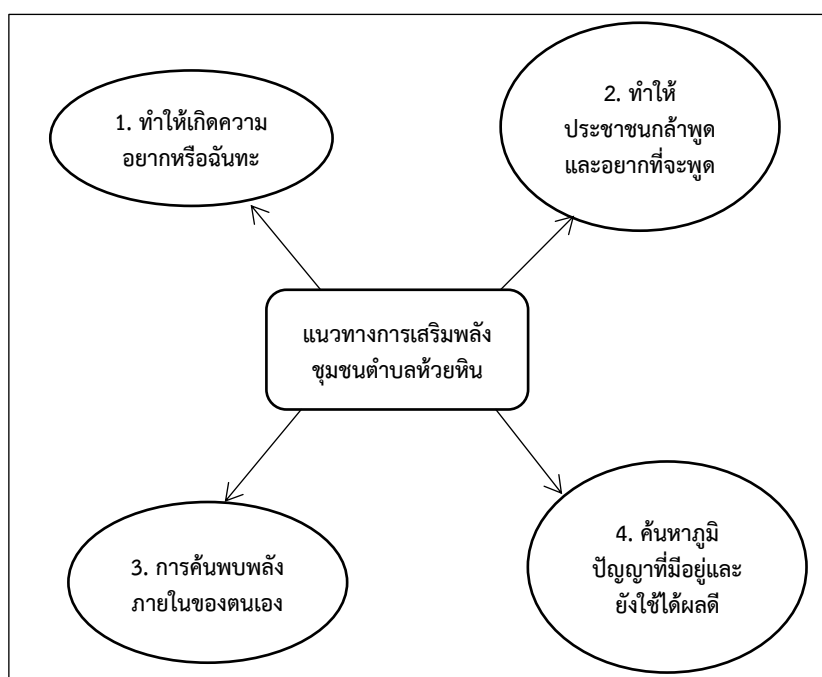 1. ทำให้เกิดความ
อยากหรือฉันทะ
2. ทำให้
ประชาชนกล้าพูด
และอยากที่จะพูด
แนวทางการเสริมพลัง
ชุมชนตำบลห้วยหิน
3. การค้นพบพลัง
ภายในของตนเอง
4. ค้นหาภูมิ
ปัญญาที่มีอยู่และ
ยังใช้ได้ผลดี